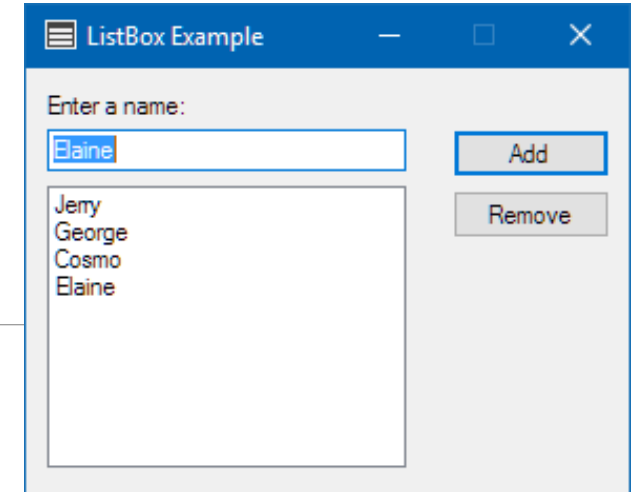 ListBox Example
Enter a name:
Elaine
Add
Jerry
George
Cosmo
Elaine
Remove